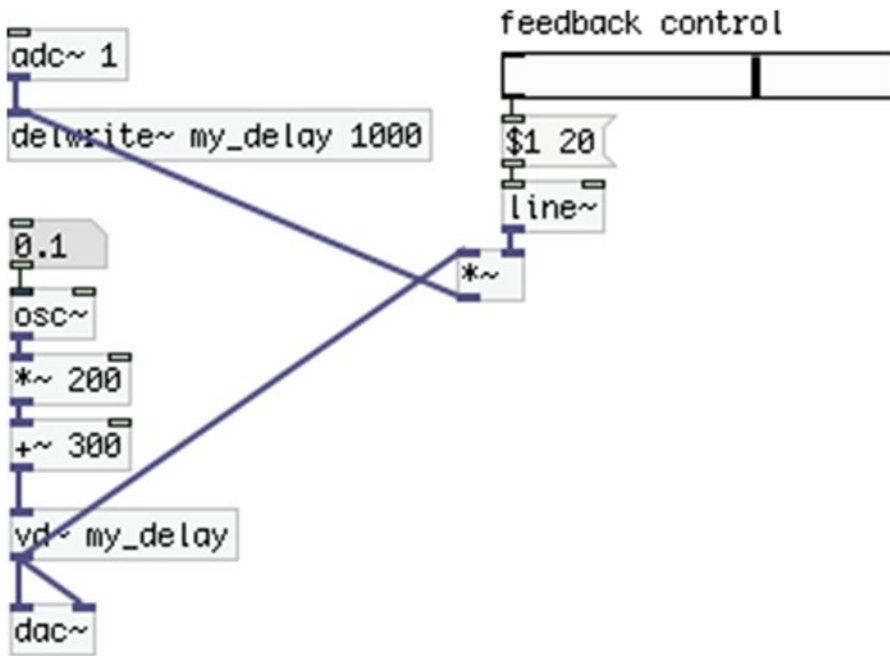 feedback control
adc~ 1
delwrite~ my_delay 1000
$1 20
line~
*~
0.1
osc~
*~ 200
+~ 300
vd~ my_delay
dac~